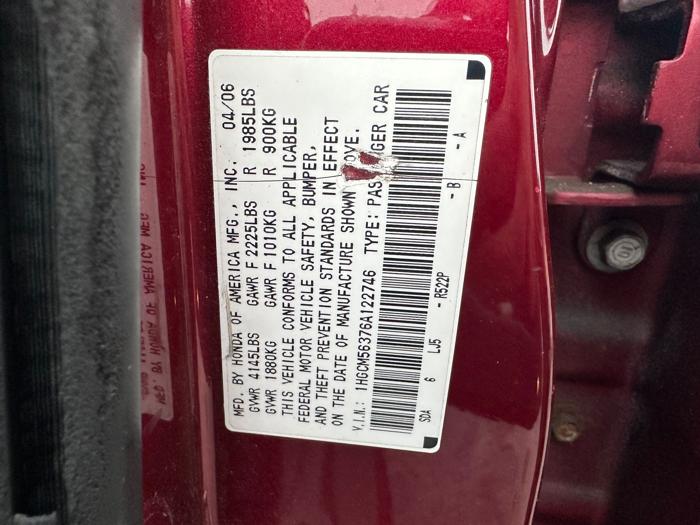 MFD. BY HONDA OF AMERICA MFG., INC. 04/06
GVWR 4145LBS GAWR F 2225LBS R 1985LBS
GVWR 1880KG GAWR F 1010KG R 900KG
THIS VEHICLE CONFORMS TO ALL APPLICABLE
FEDERAL MOTOR VEHICLE SAFETY, BUMPER,
AND THEFT PREVENTION STANDARDS IN EFFECT
ON THE DATE OF MANUFACTURE SHOWN
V.I.N.: 1HGCM56376A122746 TYPE: CAR
SDA 6 LJ5 - R522P - B - A